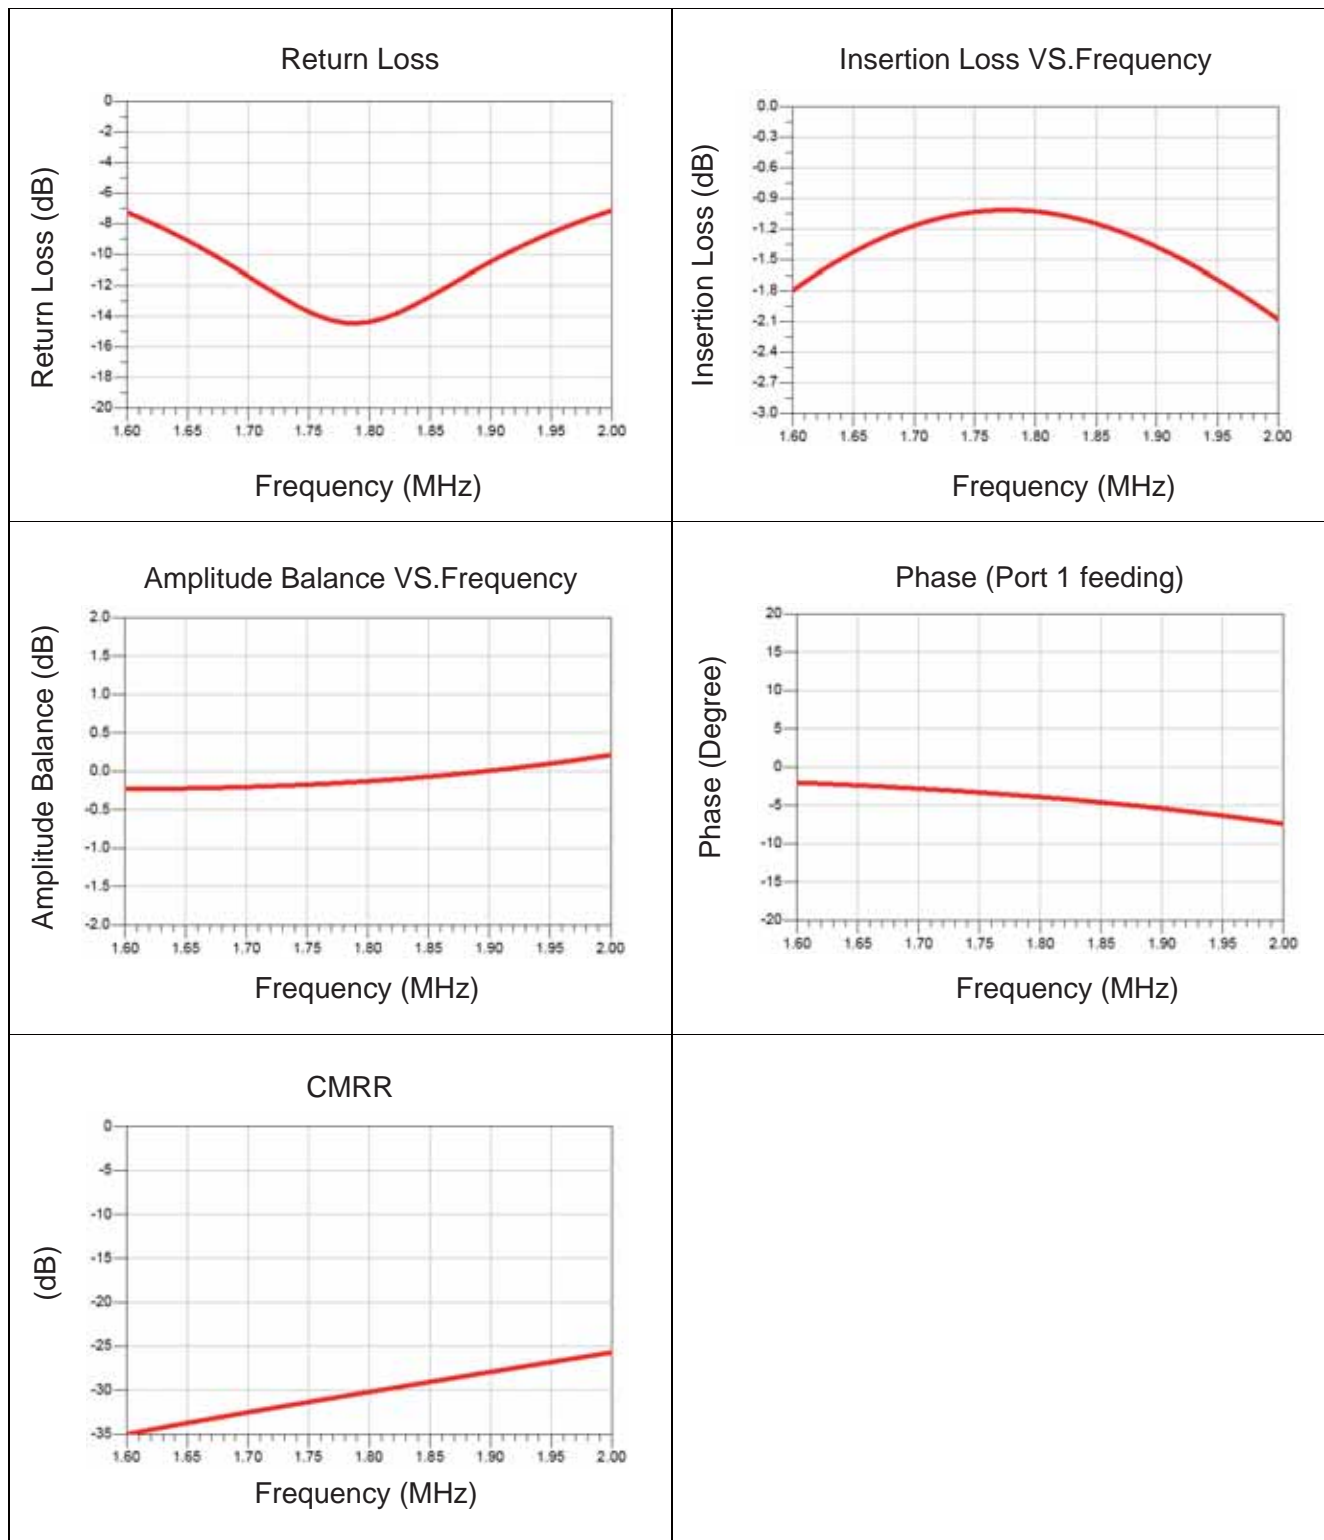 Return Loss
Return Loss (dB)
0
-2
-4
-6
-8
-10
-12
-14
-16
-18
-20
1.60 1.65 1.70 1.75 1.80 1.85 1.90 1.95 2.00
Frequency (MHz)
Insertion Loss VS.Frequency
Insertion Loss (dB)
0.0
-0.3
-0.6
-0.9
-1.2
-1.5
-1.8
-2.1
-2.4
-2.7
-3.0
1.60 1.65 1.70 1.75 1.80 1.85 1.90 1.95 2.00
Frequency (MHz)
Amplitude Balance VS.Frequency
Amplitude Balance (dB)
2.0
1.5
1.0
0.5
0.0
-0.5
-1.0
-1.5
-2.0
1.60 1.65 1.70 1.75 1.80 1.85 1.90 1.95 2.00
Frequency (MHz)
Phase (Port 1 feeding)
Phase (Degree)
20
15
10
5
0
-5
-10
-15
-20
1.60 1.65 1.70 1.75 1.80 1.85 1.90 1.95 2.00
Frequency (MHz)
CMRR
(dB)
0
-5
-10
-15
-20
-25
-30
-35
1.60 1.65 1.70 1.75 1.80 1.85 1.90 1.95 2.00
Frequency (MHz)